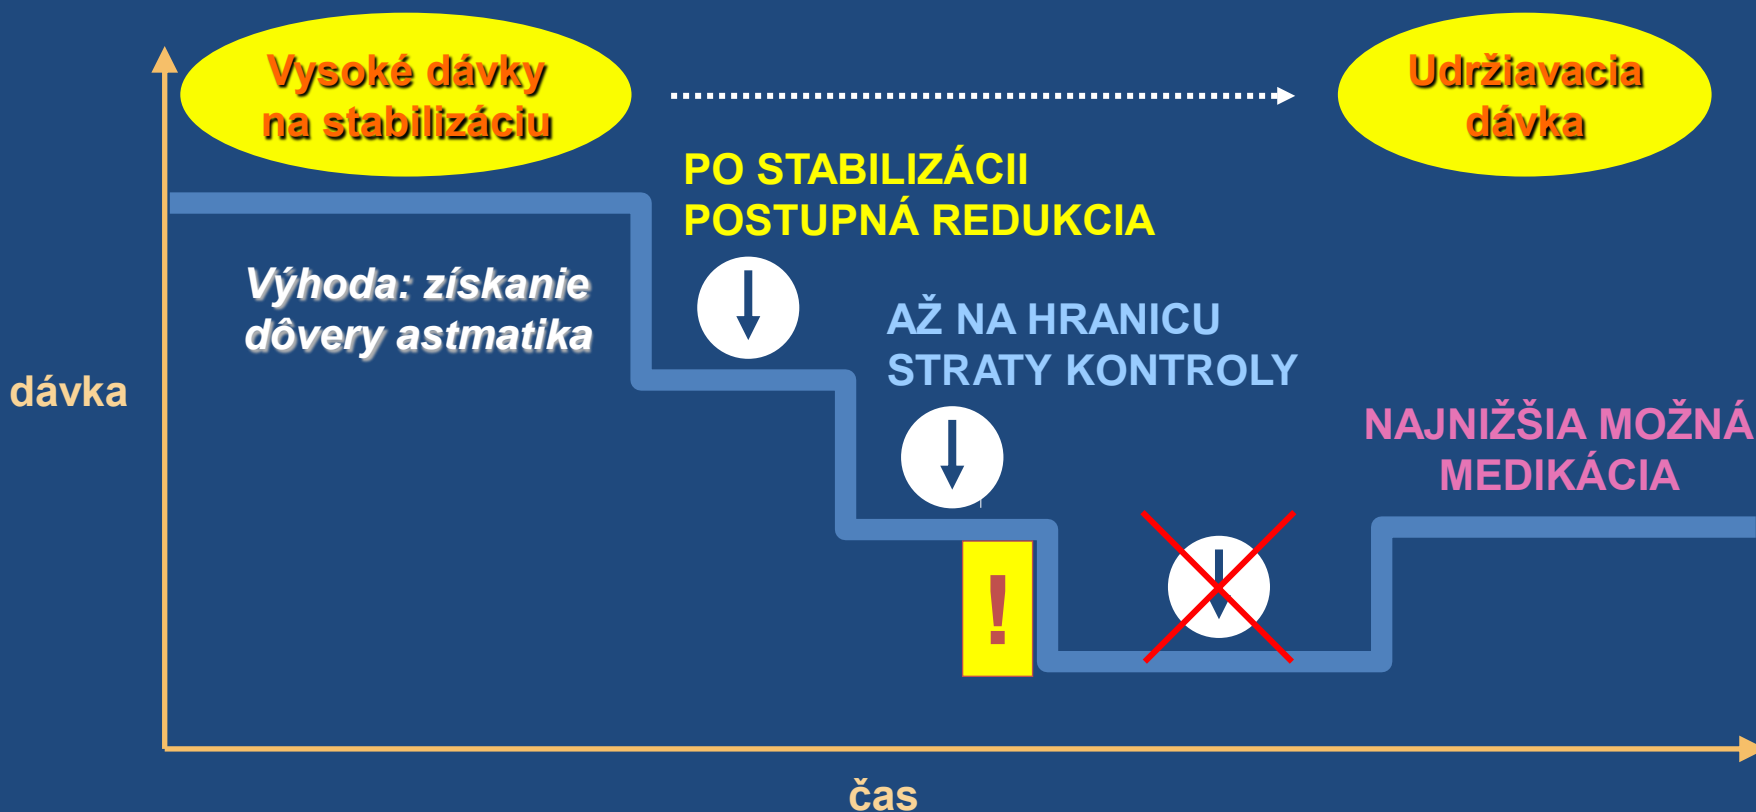 Vysoké dávky
na stabilizáciu
Udržiavacia
dávka
PO STABILIZÁCII
POSTUPNÁ REDUKCIA
Výhoda: získanie
dôvery astmatika
AŽ NA HRANICU
STRATY KONTROLY
dávka
NAJNIŽŠIA MOŽNÁ
MEDIKÁCIA
!
čas